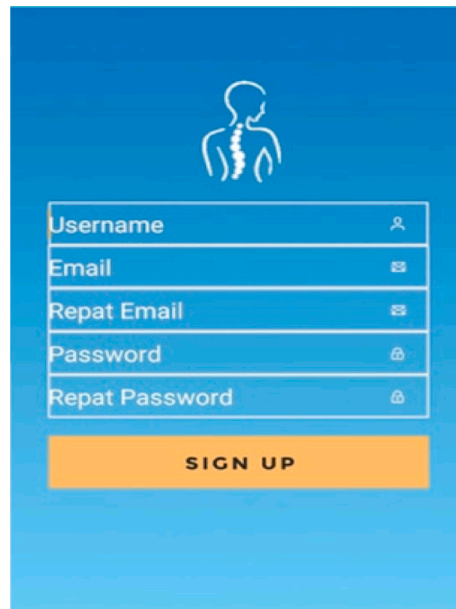 Username
Email
Repat Email
Password
Repat Password
SIGN UP